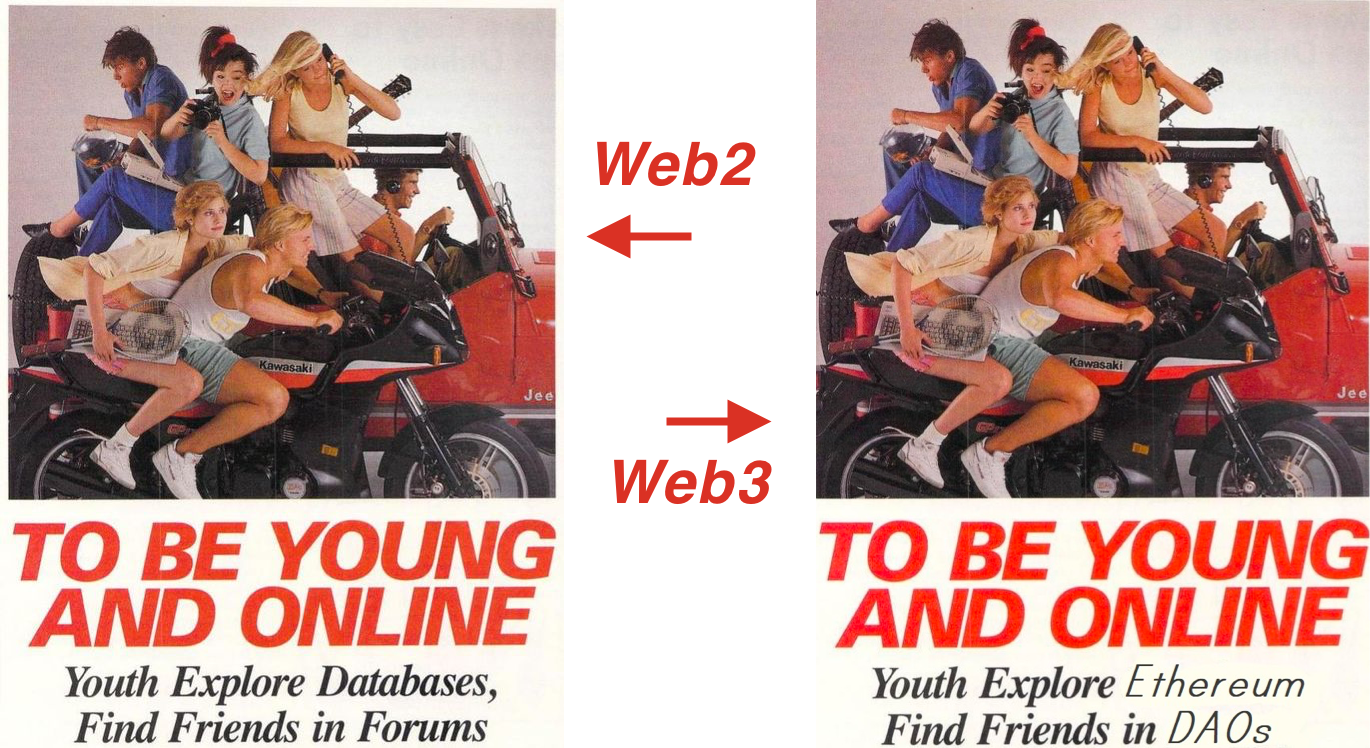 Web2
Web3
Kawasaki
Jee
TO BE YOUNG
AND ONLINE
Youth Explore Databases,
Find Friends in Forums
Kawasaki
Jee
TO BE YOUNG
AND ONLINE
Youth Explore Ethereum
Find Friends in DAOs